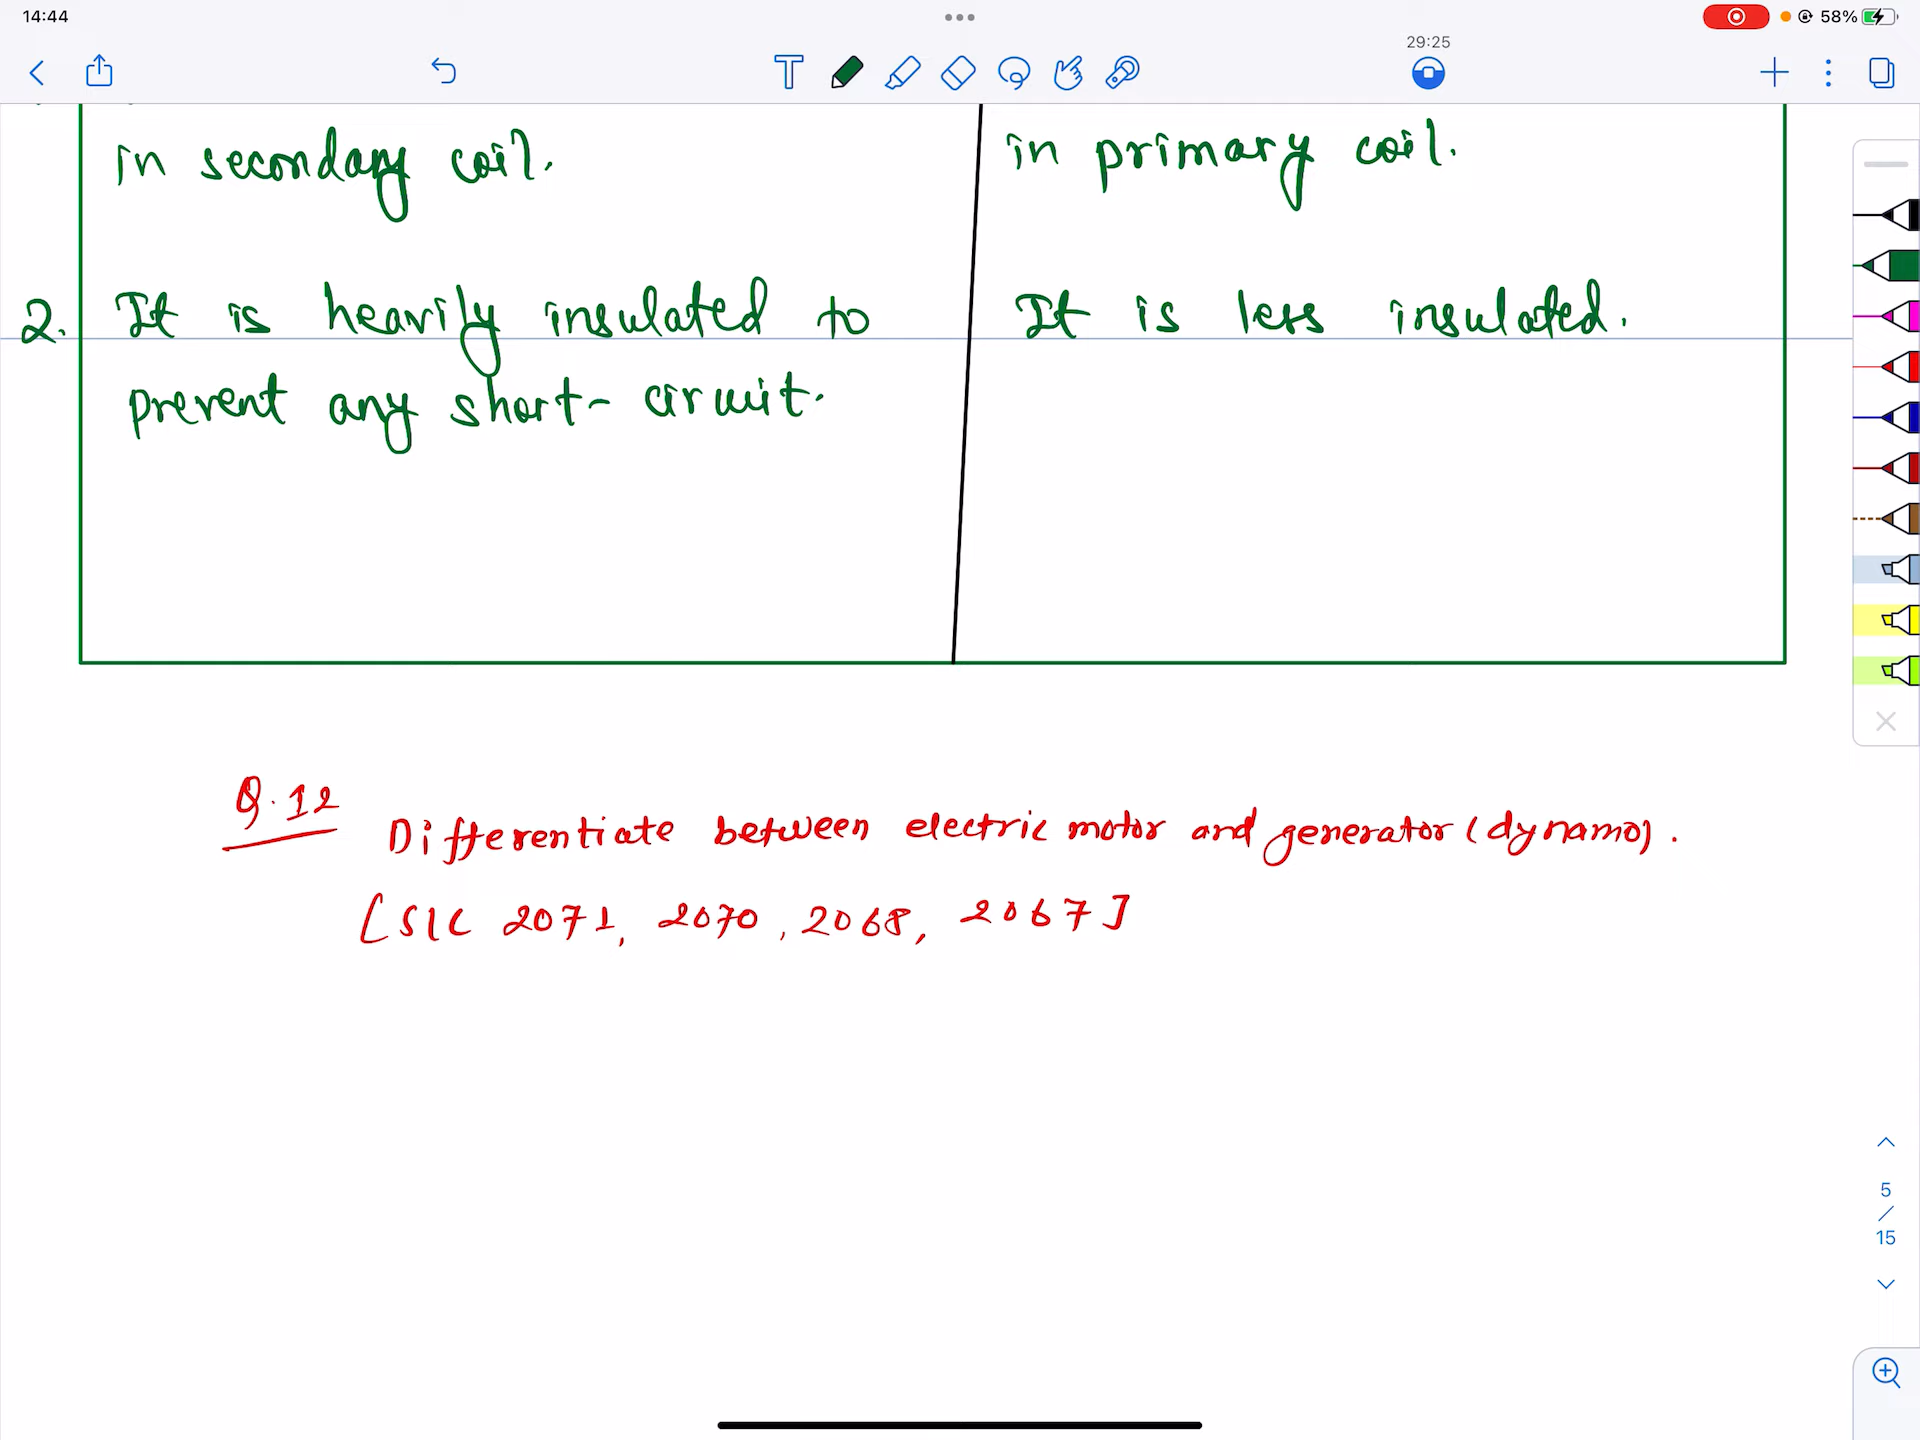 14:44
58%
29:25
in secondary coil.
in primary coil.
2. It is heavily insulated to
prevent any short-circuit.
It is less insulated.
Q.12 Differentiate between electric motor and generator (dynamo).
[SLC 2071, 2070, 2068, 2067]
5
/
15